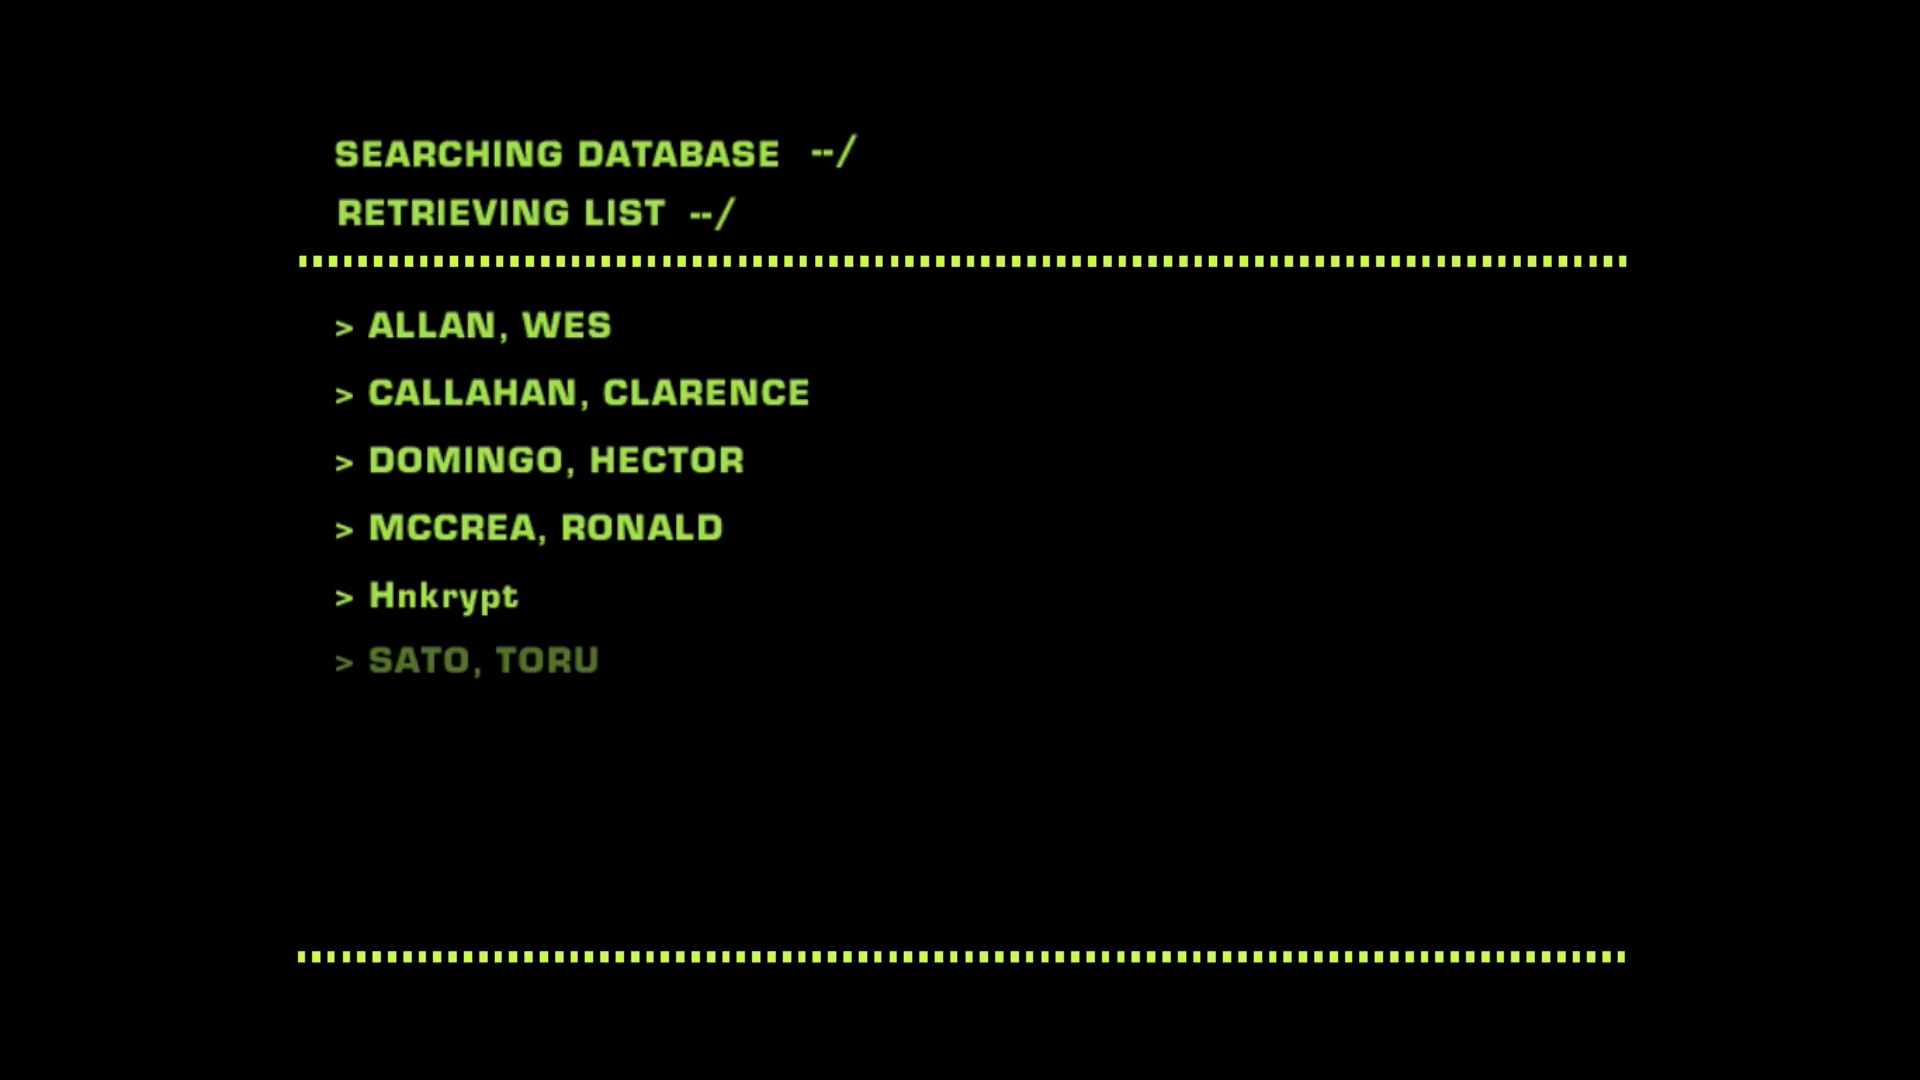 SEARCHING DATABASE --/
RETRIEVING LIST --/
> ALLAN, WES
> CALLAHAN, CLARENCE
> DOMINGO, HECTOR
> MCCREA, RONALD
> Hnkrypt
> SATO, TORU